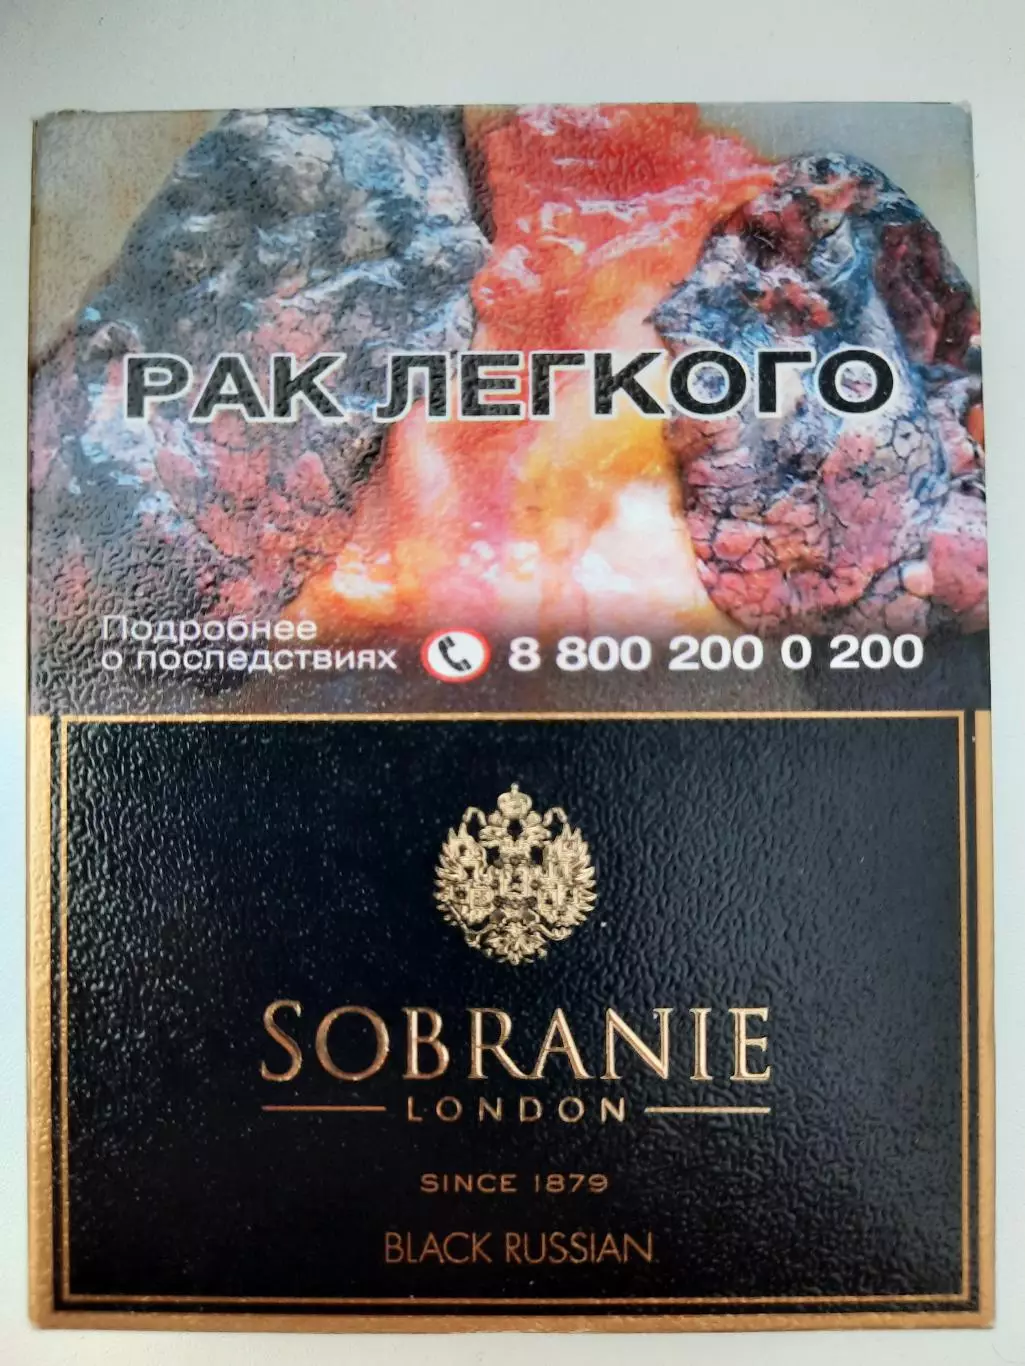 РАК ЛЕГКОГО
Подробнее
о последствиях 8 800 200 0 200
SOBRANIE
LONDON
SINCE 1879
BLACK RUSSIAN